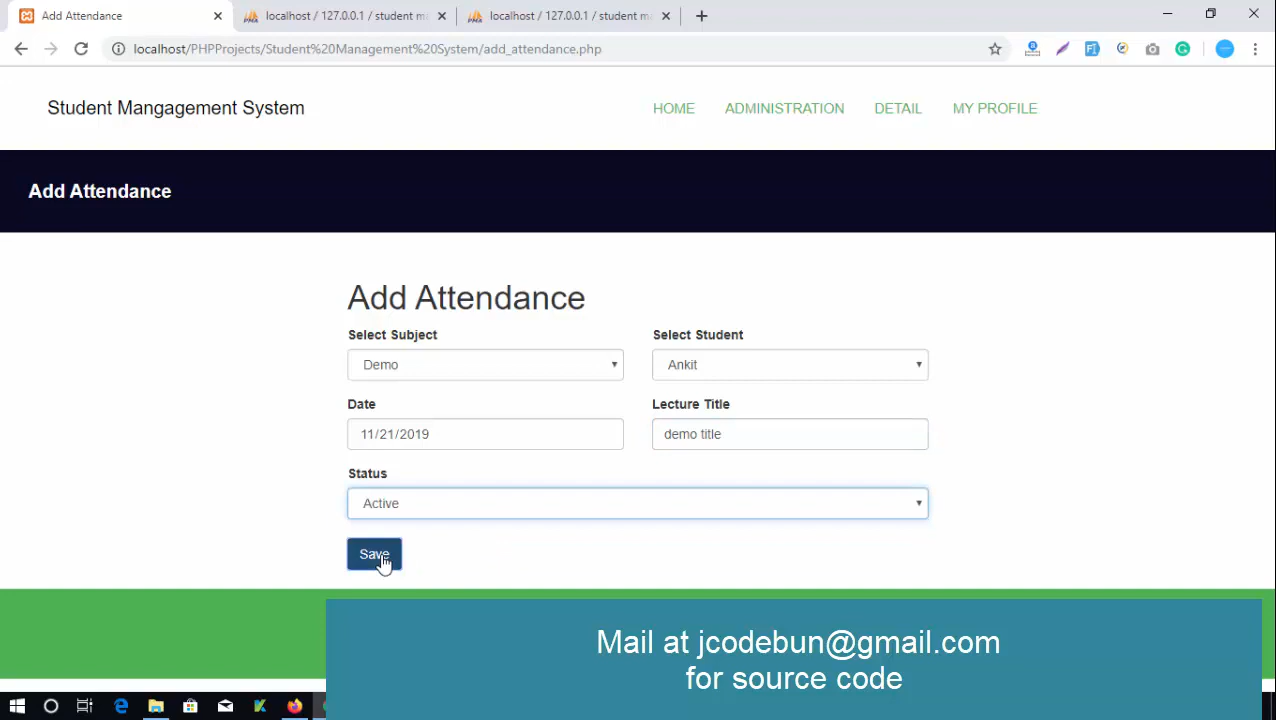 Add Attendance
localhost / 127.0.0.1 / student m
localhost / 127.0.0.1 / student m
localhost/PHPProjects/Student%20Management%20System/add_attendance.php
Student Mangagement System
HOME
ADMINISTRATION
DETAIL
MY PROFILE
Add Attendance
Add Attendance
Select Subject
Select Student
Demo
Ankit
Date
Lecture Title
11/21/2019
demo title
Status
Active
Save
Mail at jcodebun@gmail.com
for source code